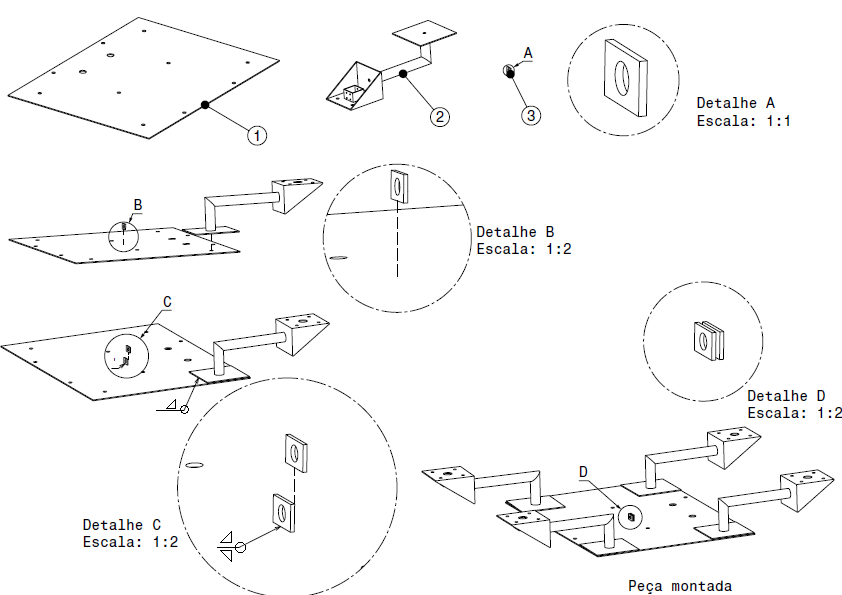 A
1
2
3
Detalhe A
Escala: 1:1
B
Detalhe B
Escala: 1:2
C
Detalhe D
Escala: 1:2
D
Detalhe C
Escala: 1:2
Peça montada